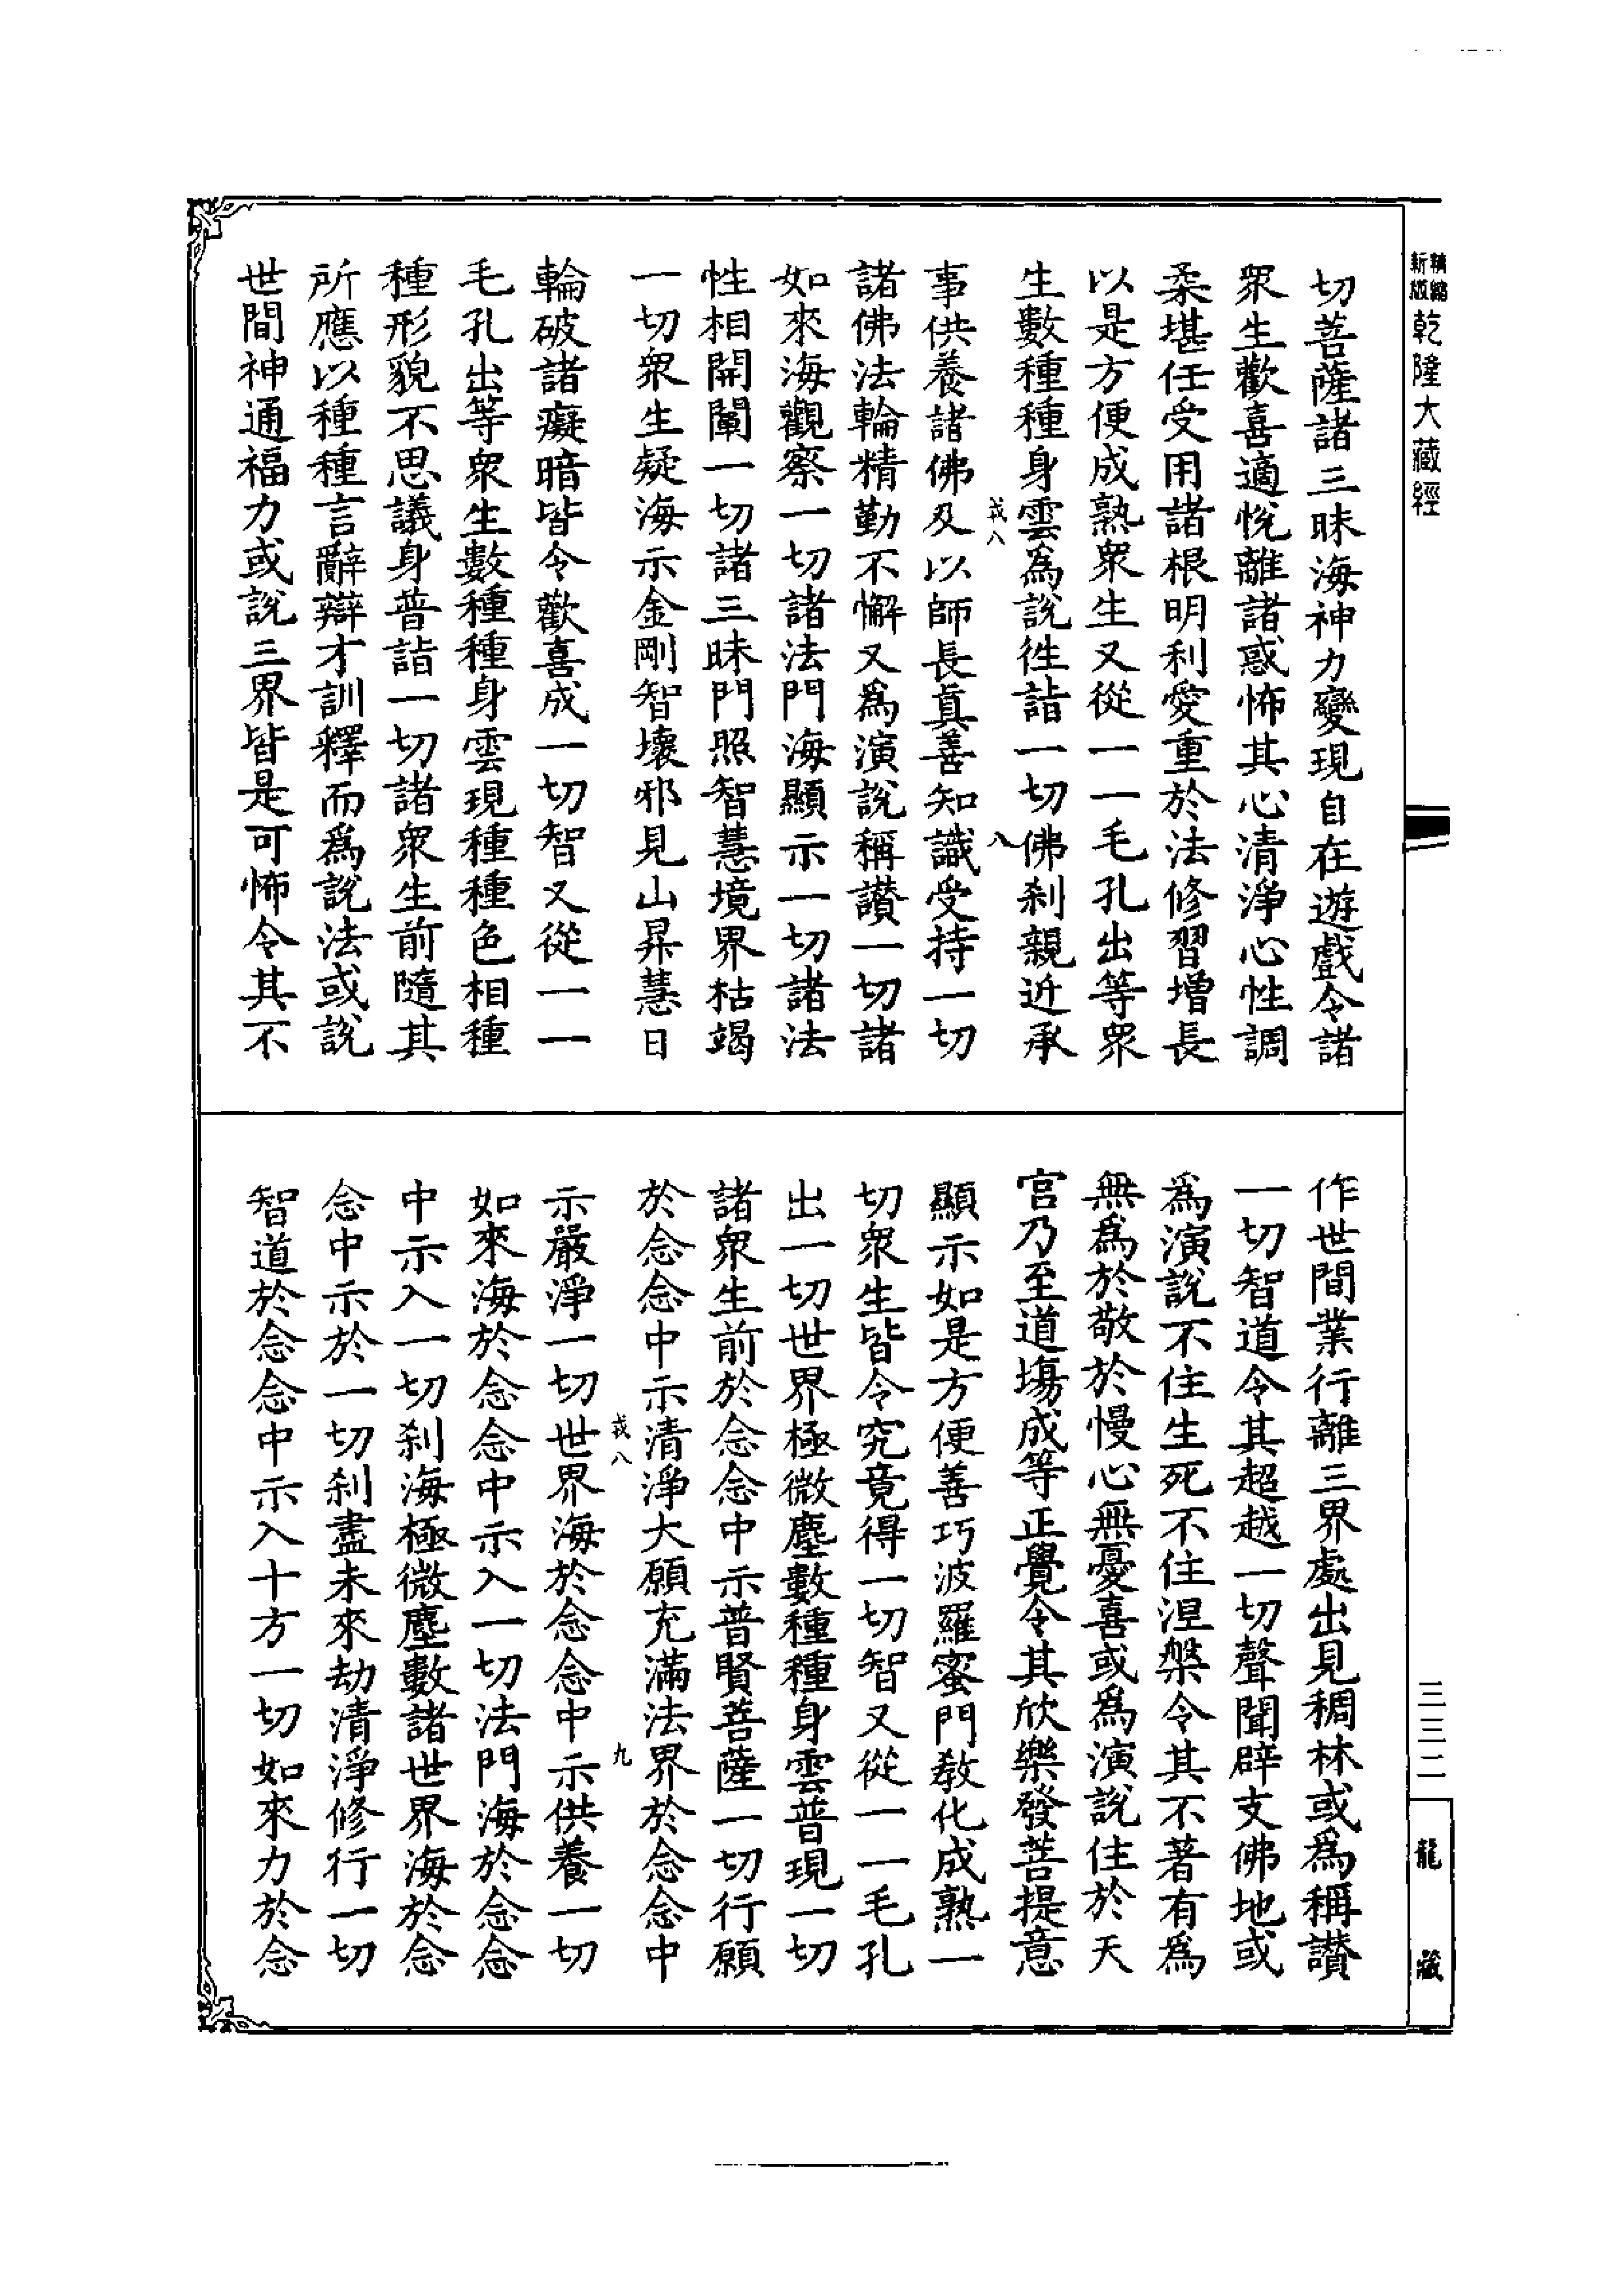 精縮新版乾隆大藏經
切菩薩諸三昧海神力變現自在遊戲令諸
衆生歡喜適悅離諸惑怖其心清淨心性調
柔堪任受用諸根明利愛重於法修習增長
以是方便成熟衆生又從一一毛孔出等衆
生數種種身雲為說徃詣一切佛刹親近承
事供養諸佛及以師長真善知識受持一切
諸佛法輪精勤不懈又爲演說稱讚一切諸
如來海觀察一切諸法門海顯示一切諸法
性相開闡一切諸三昧門照智慧境界枯竭
一切衆生疑海示金剛智壞邪見山昇慧日
輪破諸癡暗皆令歡喜成一切智又從一一
毛孔出等衆生數種種身雲現種種色相種
種形貌不思議身普詣一切諸衆生前隨其
所應以種種言辭辯才訓釋而爲說法或說
世間神通福力或說三界皆是可怖令其不
八
作世間業行離三界處出見稠林或爲稱讚
一切智道令其超越一切聲聞辟支佛地或
爲演說不住生死不住涅槃令其不著有爲
無爲於敬於慢心無憂喜或爲演說住於天
宮乃至道場成等正覺令其欣樂發菩提意
顯示如是方便善巧波羅蜜門教化成熟一
切衆生皆令究竟得一切智又從一一毛孔
出一切世界極微塵數種種身雲普現一切
諸衆生前於念念中示普賢菩薩一切行願
於念念中示清淨大願充滿法界於念念中
示嚴淨一切世界海於念念中示供養一切
如來海於念念中示入一切法門海於念念
中示入一切刹海極微塵數諸世界海於念
念中示於一切刹盡未來劫清淨修行一切
智道於念念中示入十方一切如來力於念
九
三三二
龍藏